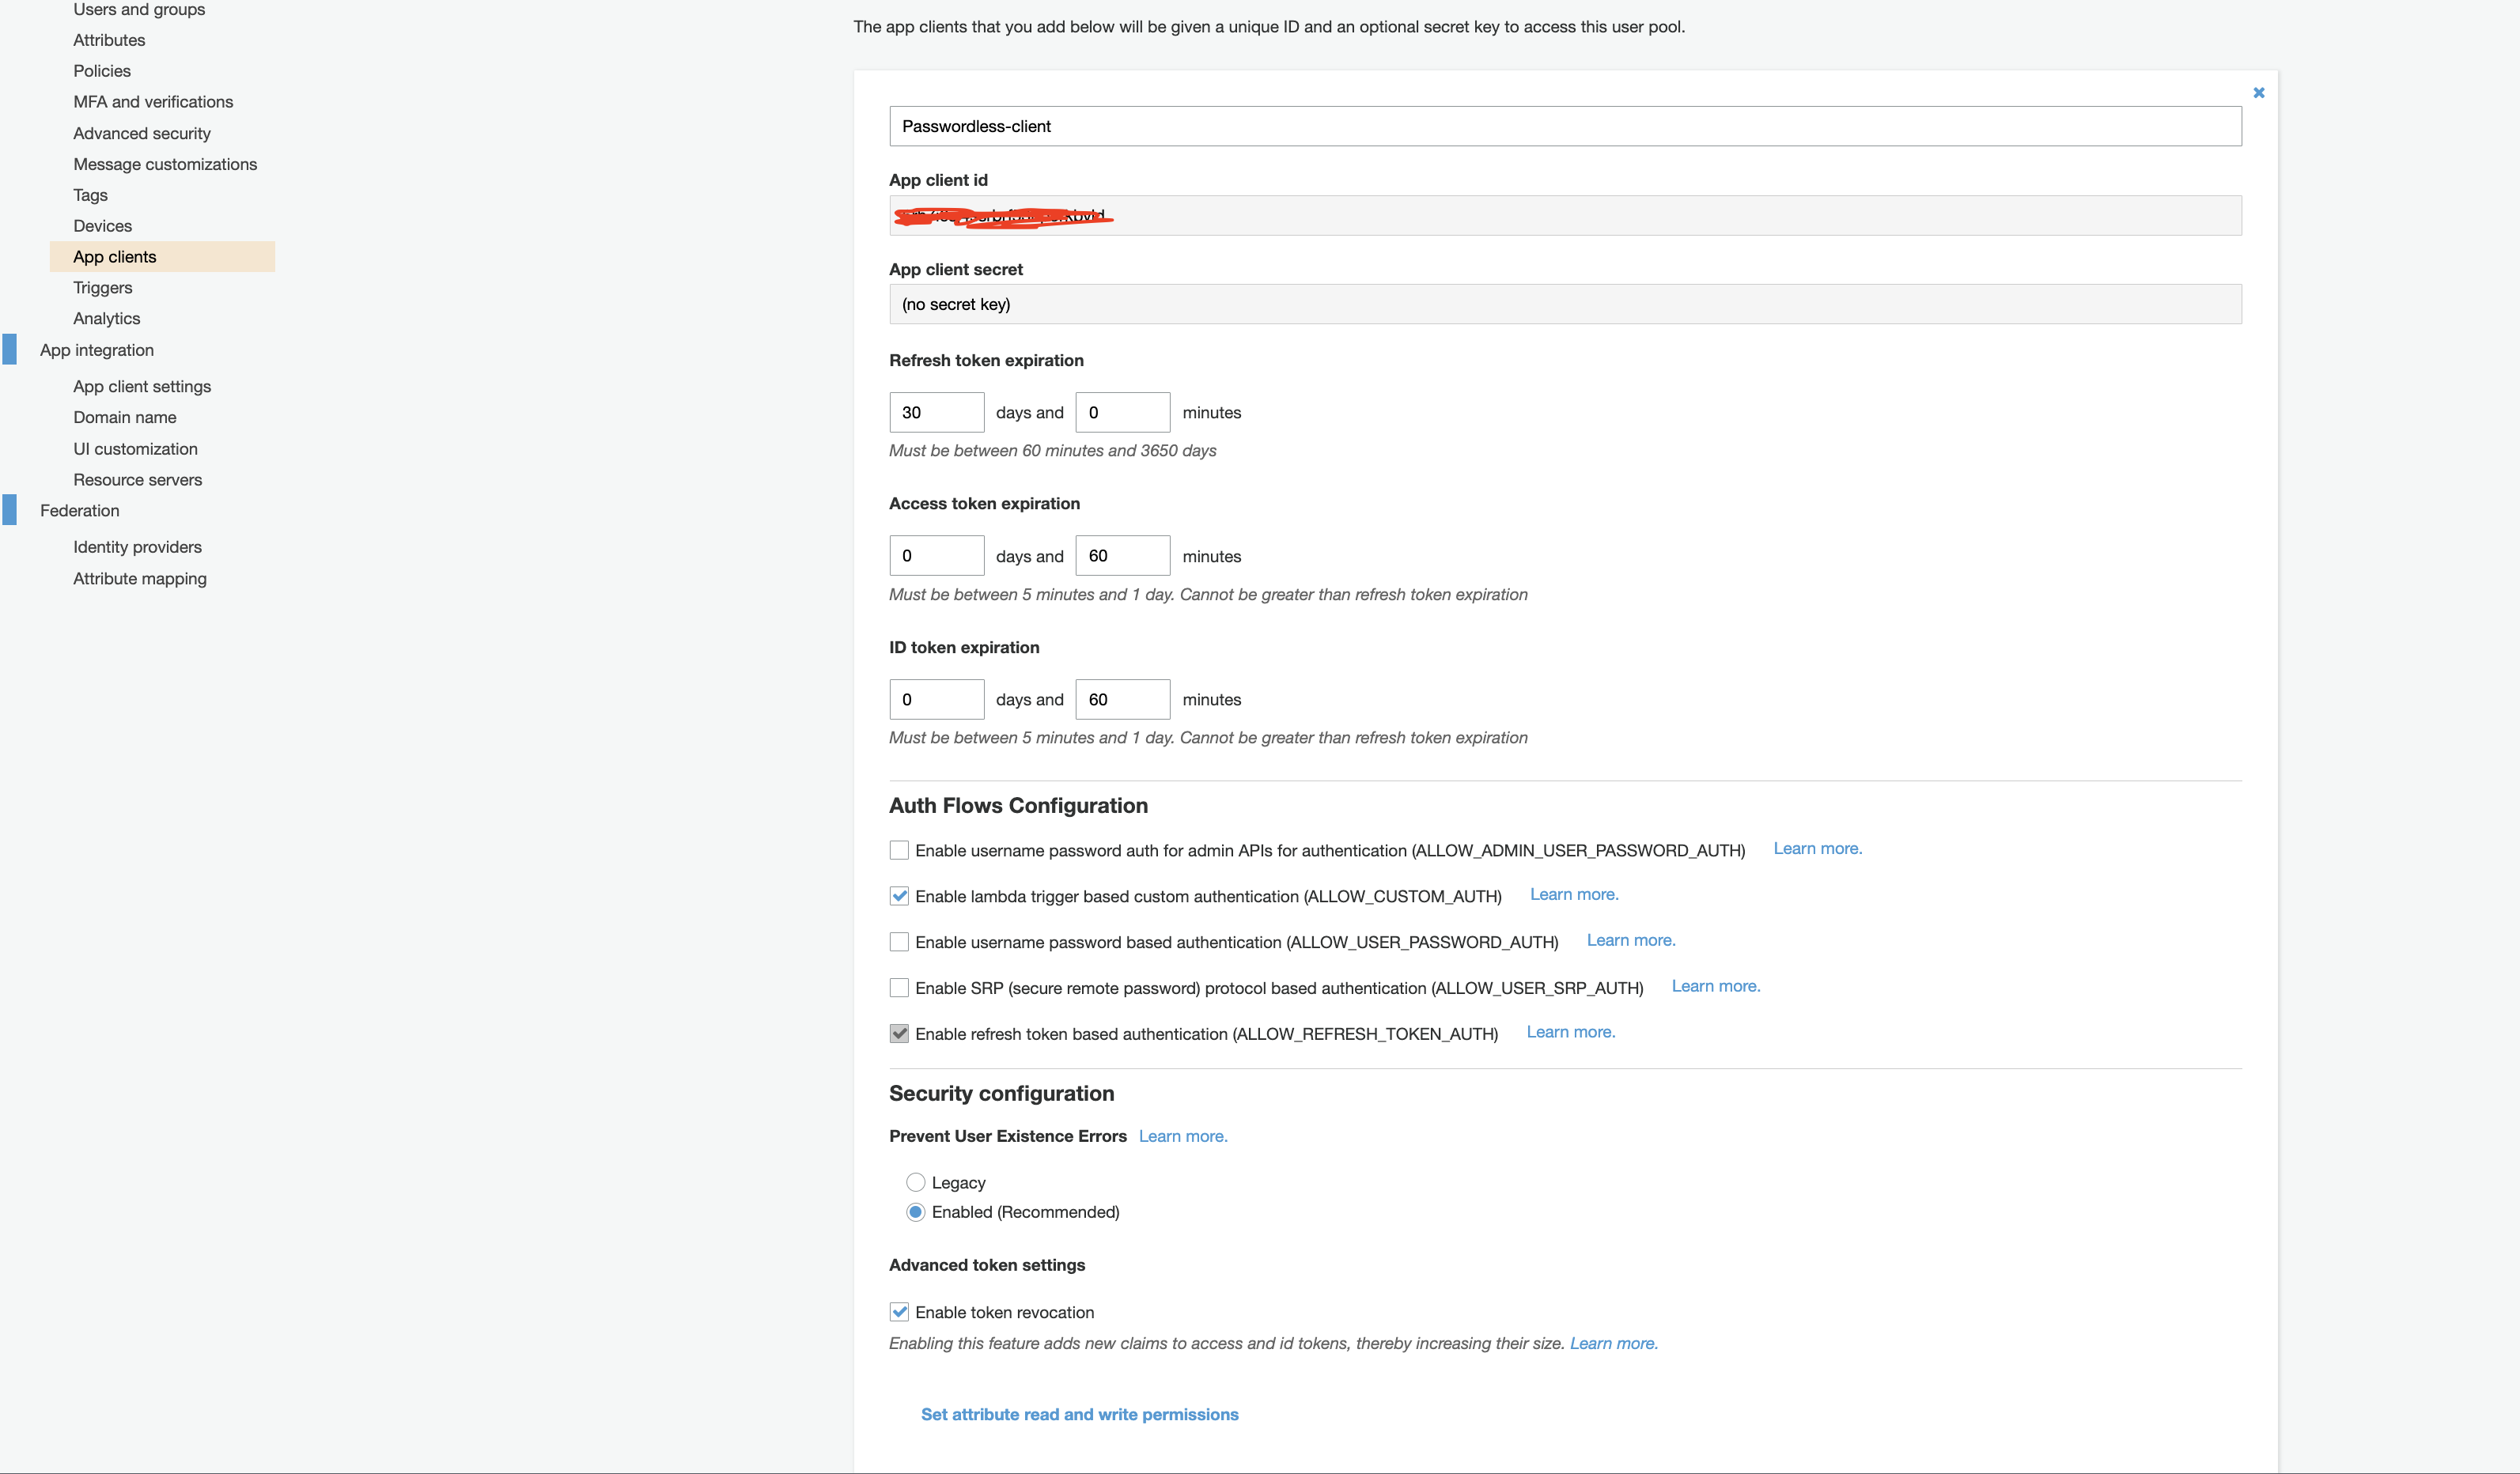 Users and groups
Attributes
Policies
MFA and verifications
Advanced security
Message customizations
Tags
Devices
App clients
Triggers
Analytics
App integration
App client settings
Domain name
UI customization
Resource servers
Federation
Identity providers
Attribute mapping
The app clients that you add below will be given a unique ID and an optional secret key to access this user pool.
Passwordless-client
App client id
App client secret
(no secret key)
Refresh token expiration
30 days and 0 minutes
Must be between 60 minutes and 3650 days
Access token expiration
0 days and 60 minutes
Must be between 5 minutes and 1 day. Cannot be greater than refresh token expiration
ID token expiration
0 days and 60 minutes
Must be between 5 minutes and 1 day. Cannot be greater than refresh token expiration
Auth Flows Configuration
Enable username password auth for admin APIs for authentication (ALLOW_ADMIN_USER_PASSWORD_AUTH) Learn more.
Enable lambda trigger based custom authentication (ALLOW_CUSTOM_AUTH) Learn more.
Enable username password based authentication (ALLOW_USER_PASSWORD_AUTH) Learn more.
Enable SRP (secure remote password) protocol based authentication (ALLOW_USER_SRP_AUTH) Learn more.
Enable refresh token based authentication (ALLOW_REFRESH_TOKEN_AUTH) Learn more.
Security configuration
Prevent User Existence Errors Learn more.
Legacy
Enabled (Recommended)
Advanced token settings
Enable token revocation
Enabling this feature adds new claims to access and id tokens, thereby increasing their size. Learn more.
Set attribute read and write permissions